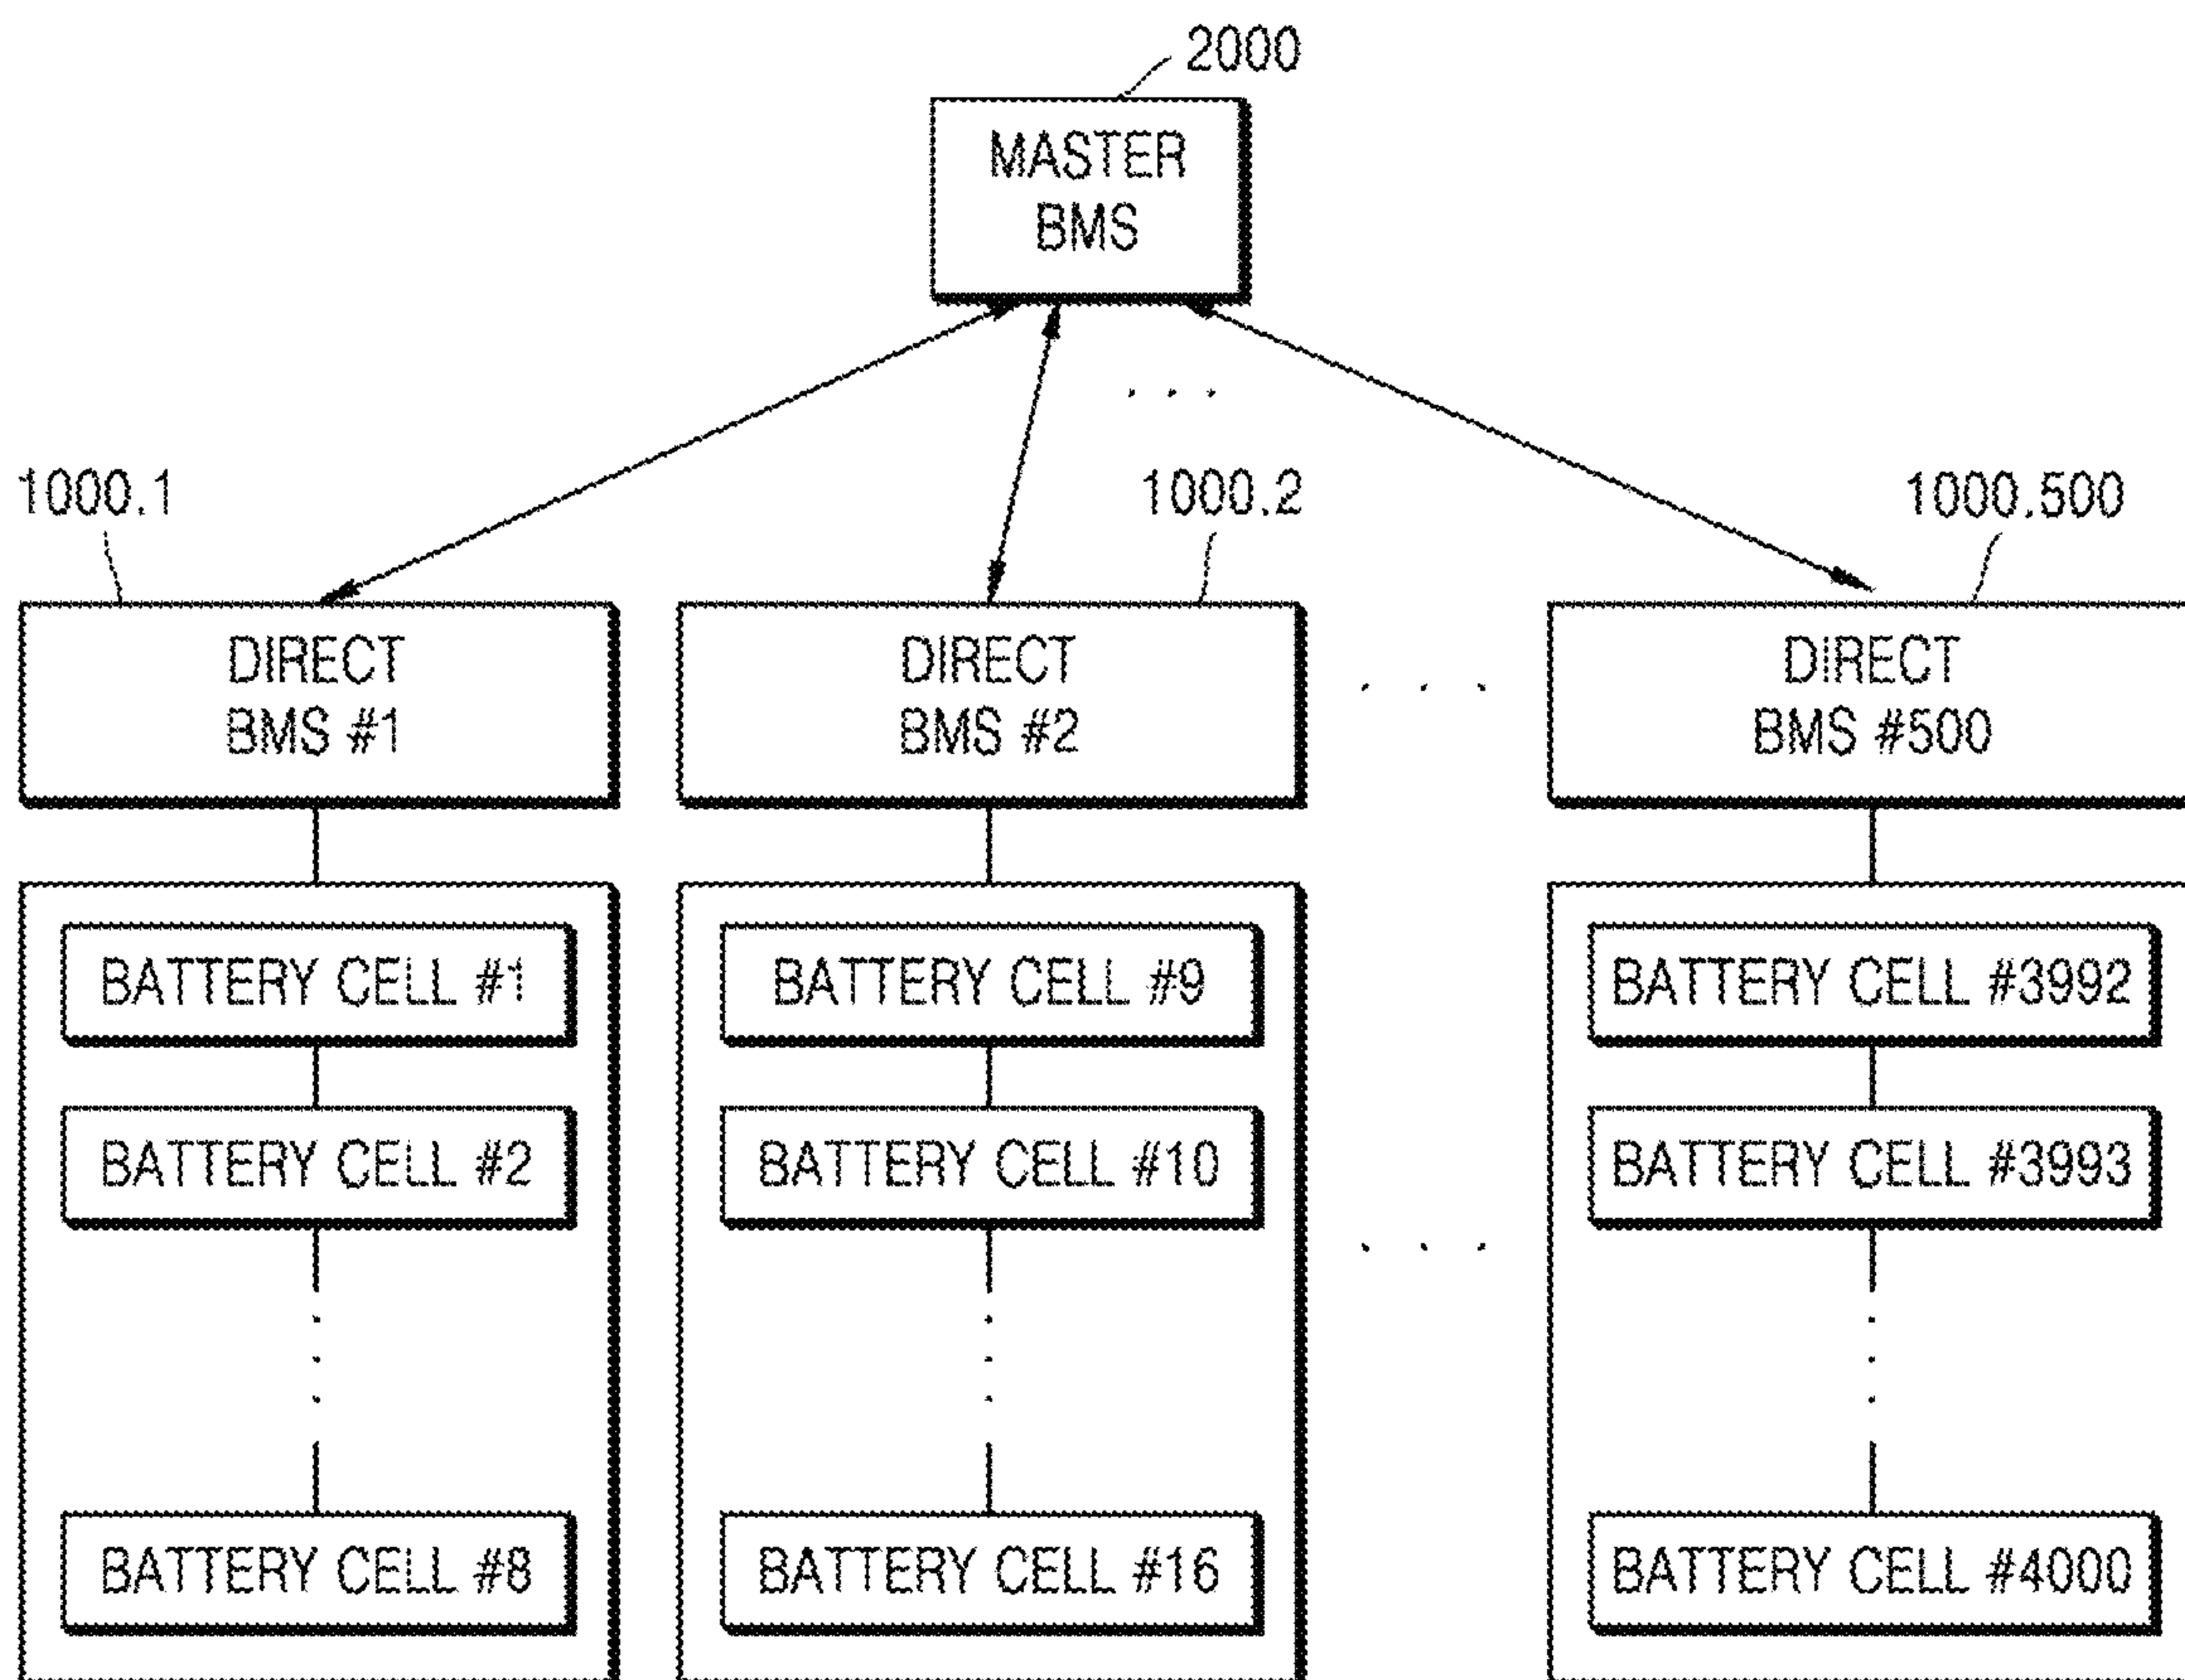 2000
MASTER
BMS
. . .
1000.1
1000.2
1000.500
DIRECT
BMS #1
DIRECT
BMS #2
. . .
DIRECT
BMS #500
BATTERY CELL #1
BATTERY CELL #9
BATTERY CELL #3992
BATTERY CELL #2
BATTERY CELL #10
BATTERY CELL #3993
. . .
BATTERY CELL #8
BATTERY CELL #16
BATTERY CELL #4000